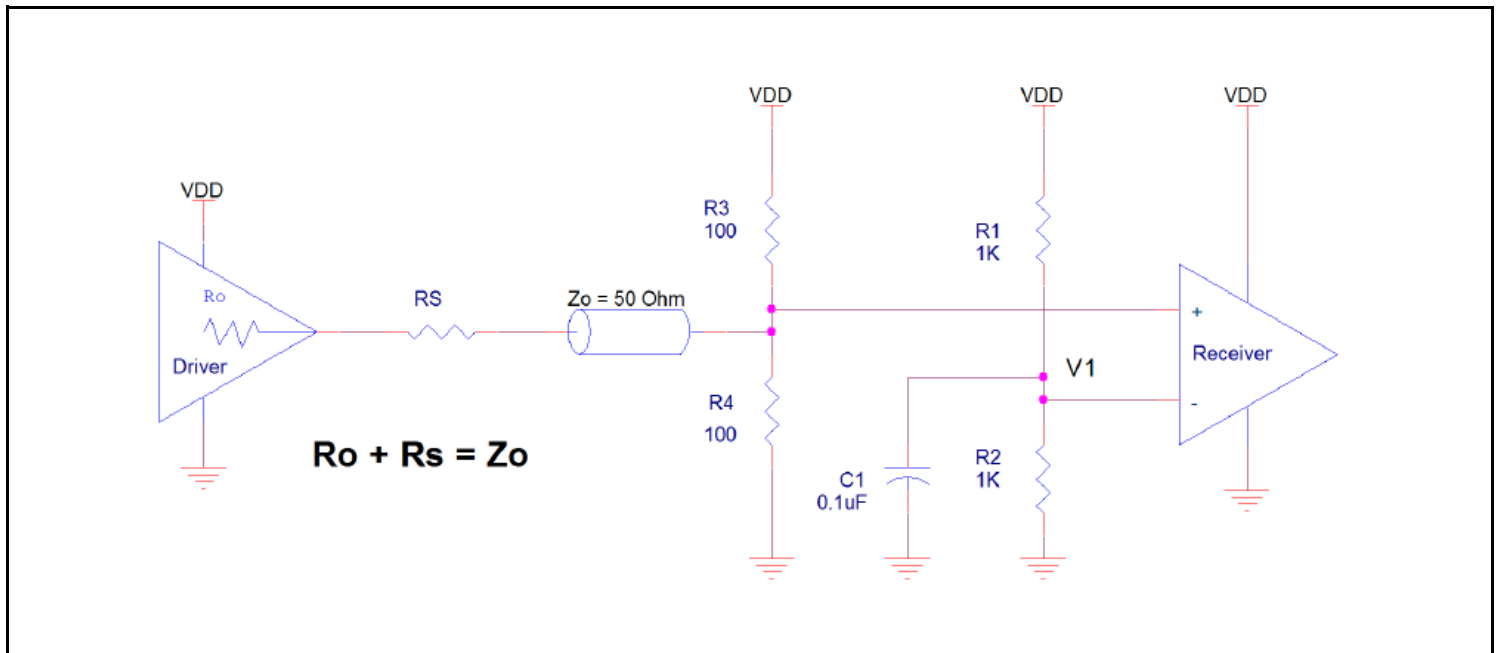 VDD
VDD
VDD
VDD
R3
100
R1
1K
Ro
RS
Zo = 50 Ohm
+
Driver
Receiver
V1
R4
100
-
Ro + Rs = Zo
R2
1K
C1
0.1uF